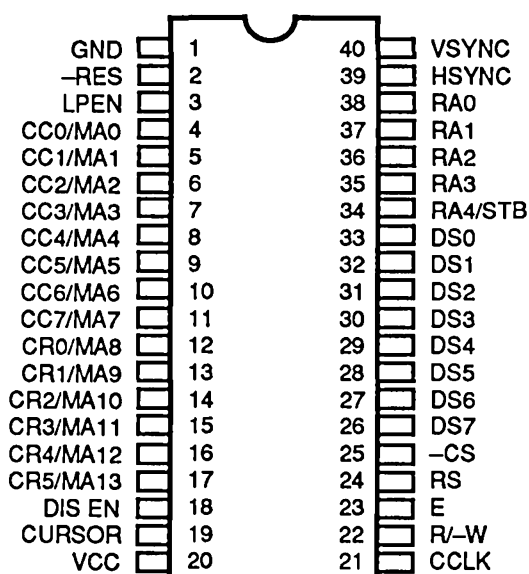 GND 1 40 VSYNC
–RES 2 39 HSYNC
LPEN 3 38 RA0
CC0/MA0 4 37 RA1
CC1/MA1 5 36 RA2
CC2/MA2 6 35 RA3
CC3/MA3 7 34 RA4/STB
CC4/MA4 8 33 DS0
CC5/MA5 9 32 DS1
CC6/MA6 10 31 DS2
CC7/MA7 11 30 DS3
CR0/MA8 12 29 DS4
CR1/MA9 13 28 DS5
CR2/MA10 14 27 DS6
CR3/MA11 15 26 DS7
CR4/MA12 16 25 –CS
CR5/MA13 17 24 RS
DIS EN 18 23 E
CURSOR 19 22 R/–W
VCC 20 21 CCLK